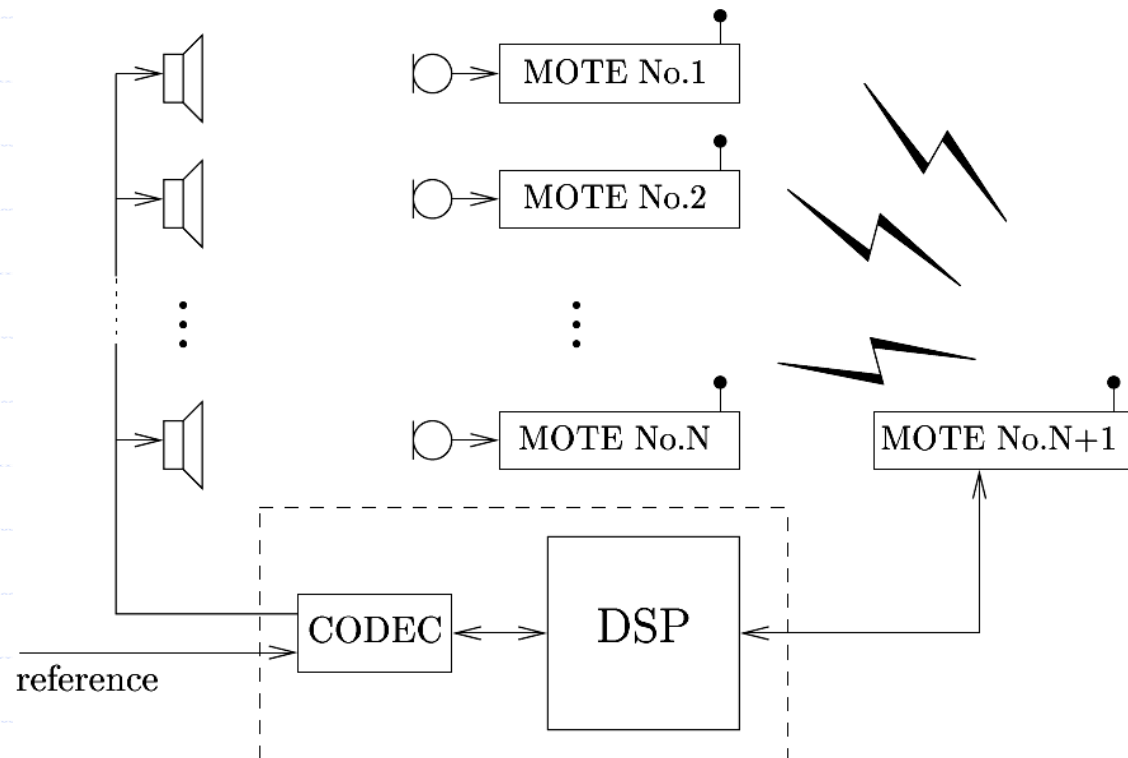 MOTE No.1
MOTE No.2
MOTE No.N
MOTE No.N+1
CODEC
DSP
reference